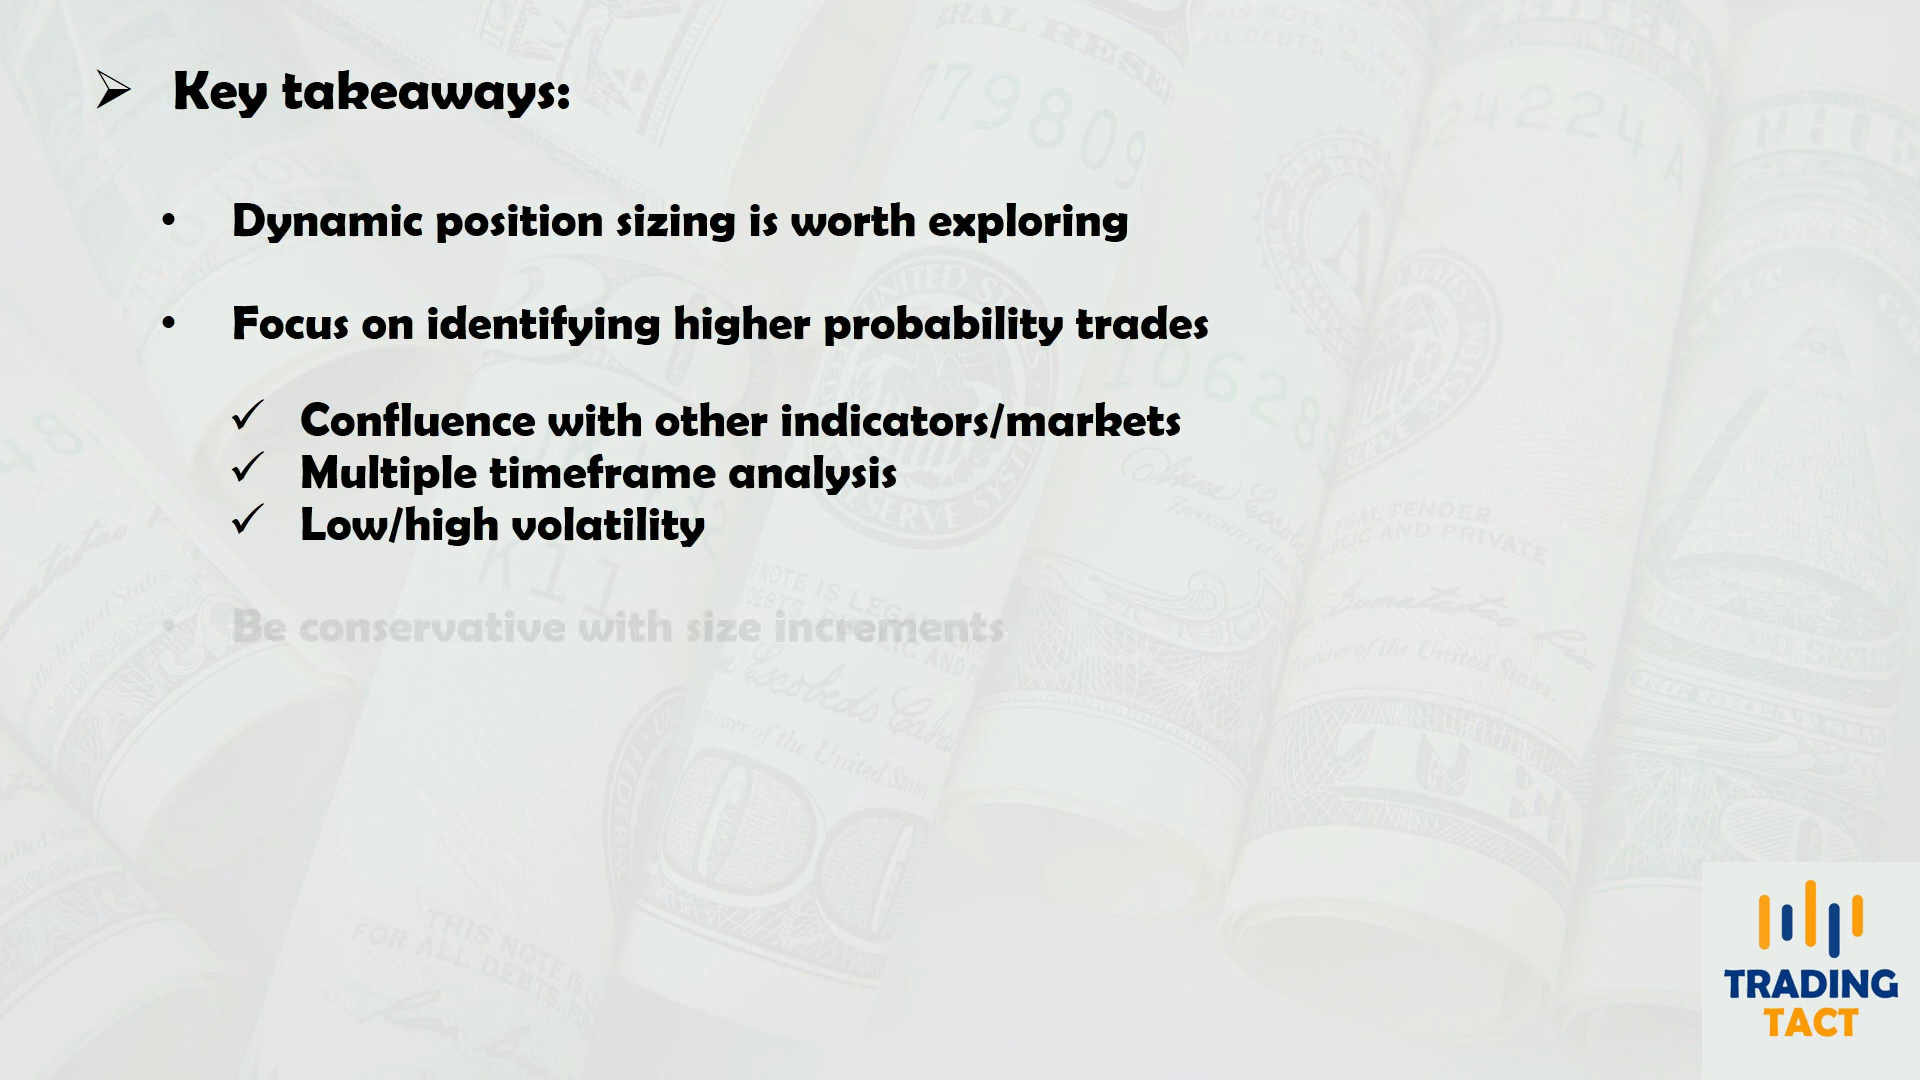 Key takeaways:
Dynamic position sizing is worth exploring
Focus on identifying higher probability trades
Confluence with other indicators/markets
Multiple timeframe analysis
Low/high volatility
Be conservative with size increments
TRADING
TACT